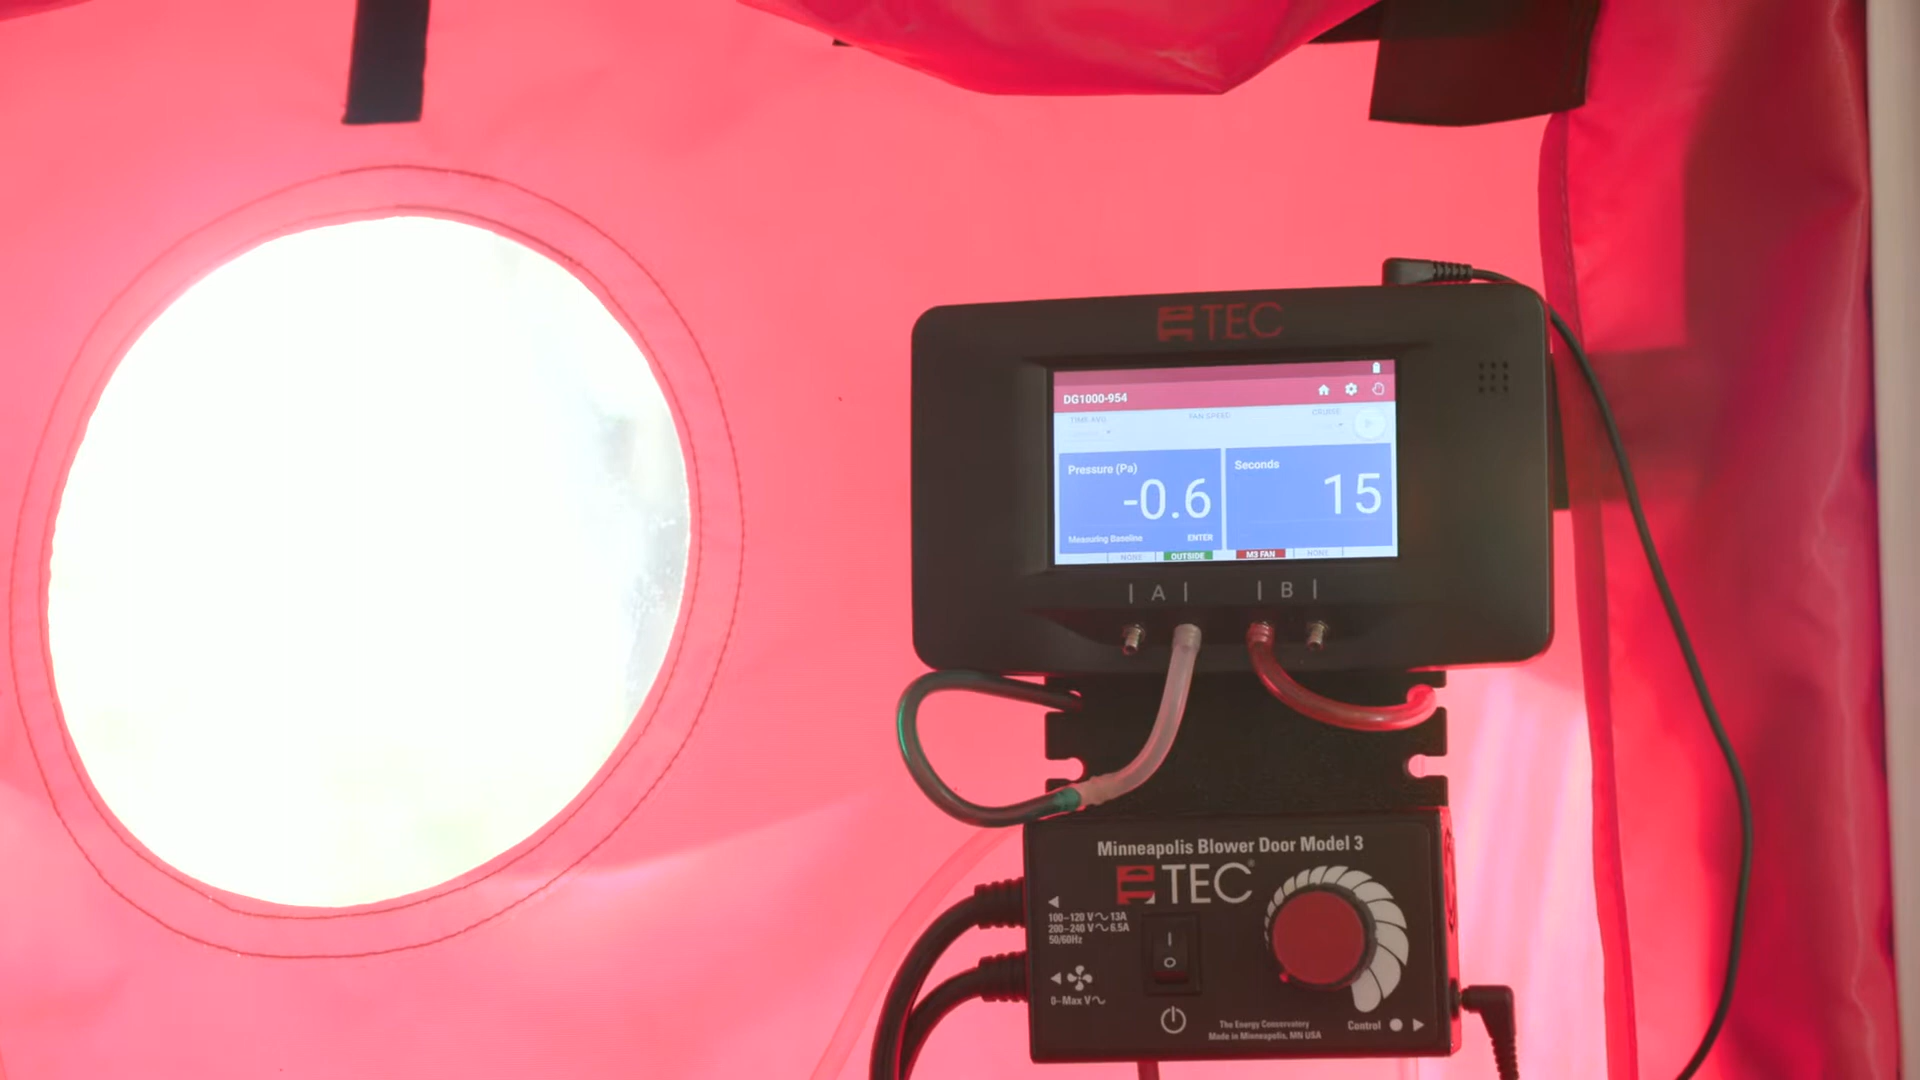 TEC
DG1000-954
TIME AVG
FAN SPEED
CRUISE
Pressure (Pa)
-0.6
Measuring Baseline
ENTER
Seconds
15
NONE
OUTSIDE
M3 FAN
NONE
| A |
| B |
Minneapolis Blower Door Model 3
TEC®
100–120 V 13A
200–240 V 6.5A
50/60Hz
0–Max V
I
O
The Energy Conservatory
Made in Minneapolis, MN USA
Control